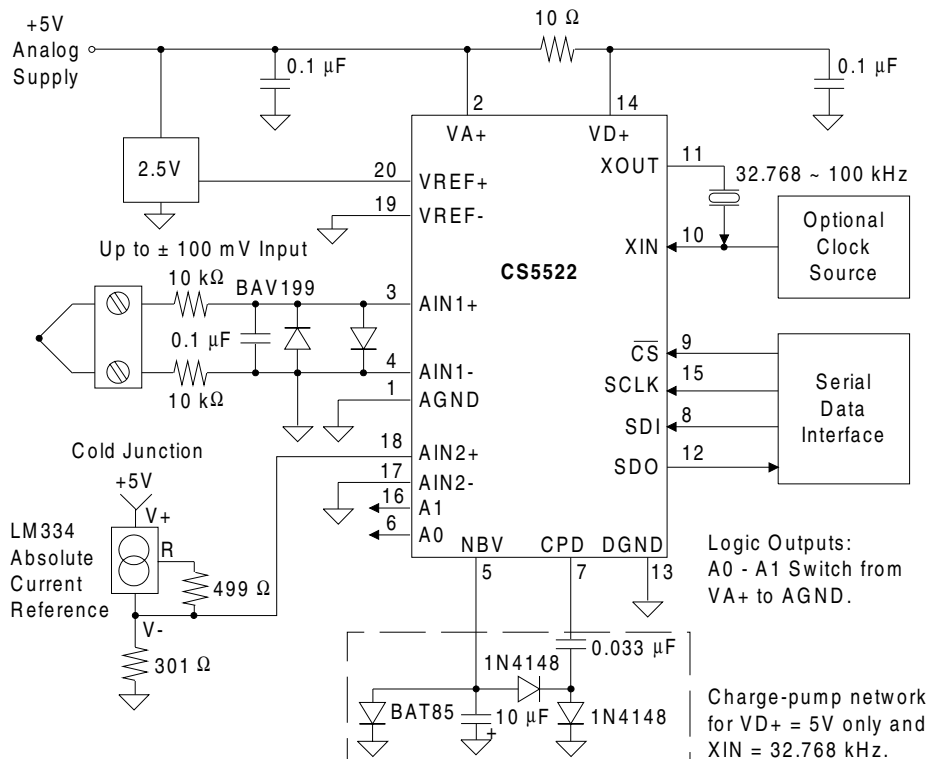 +5V
Analog
Supply
10 Ω
0.1 µF
0.1 µF
2
14
VA+
VD+
2.5V
20
VREF+
19
VREF-
XOUT
11
32.768 ~ 100 kHz
XIN
10
Optional
Clock
Source
CS5522
Up to ± 100 mV Input
10 kΩ
BAV199
3
AIN1+
0.1 µF
4
AIN1-
10 kΩ
1
AGND
CS
9
SCLK
15
SDI
8
SDO
12
Serial
Data
Interface
18
AIN2+
17
AIN2-
16
A1
6
A0
Cold Junction
+5V
V+
LM334
Absolute
Current
Reference
R
499 Ω
V-
301 Ω
NBV
CPD
DGND
5
7
13
Logic Outputs:
A0 - A1 Switch from
VA+ to AGND.
0.033 µF
1N4148
BAT85
10 µF
+
1N4148
Charge-pump network
for VD+ = 5V only and
XIN = 32.768 kHz.